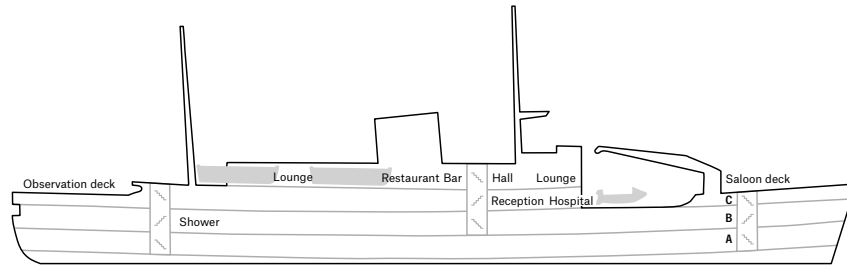 Lounge
Restaurant Bar
Hall
Lounge
Observation deck
Saloon deck
Reception Hospital
C
Shower
B
A